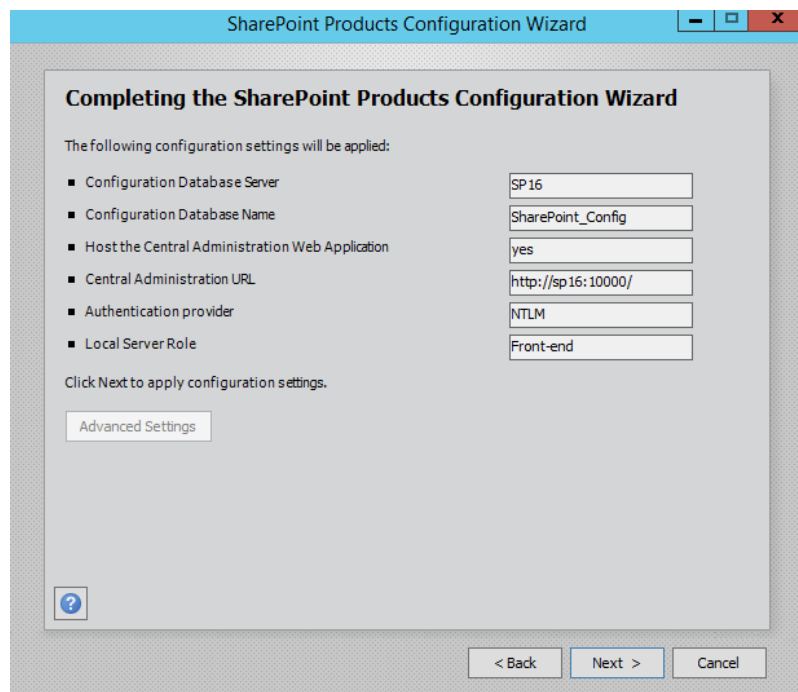 SharePoint Products Configuration Wizard
Completing the SharePoint Products Configuration Wizard
The following configuration settings will be applied:
Configuration Database Server SP16
Configuration Database Name SharePoint_Config
Host the Central Administration Web Application yes
Central Administration URL http://sp16:10000/
Authentication provider NTLM
Local Server Role Front-end
Click Next to apply configuration settings.
Advanced Settings
?
< Back Next > Cancel